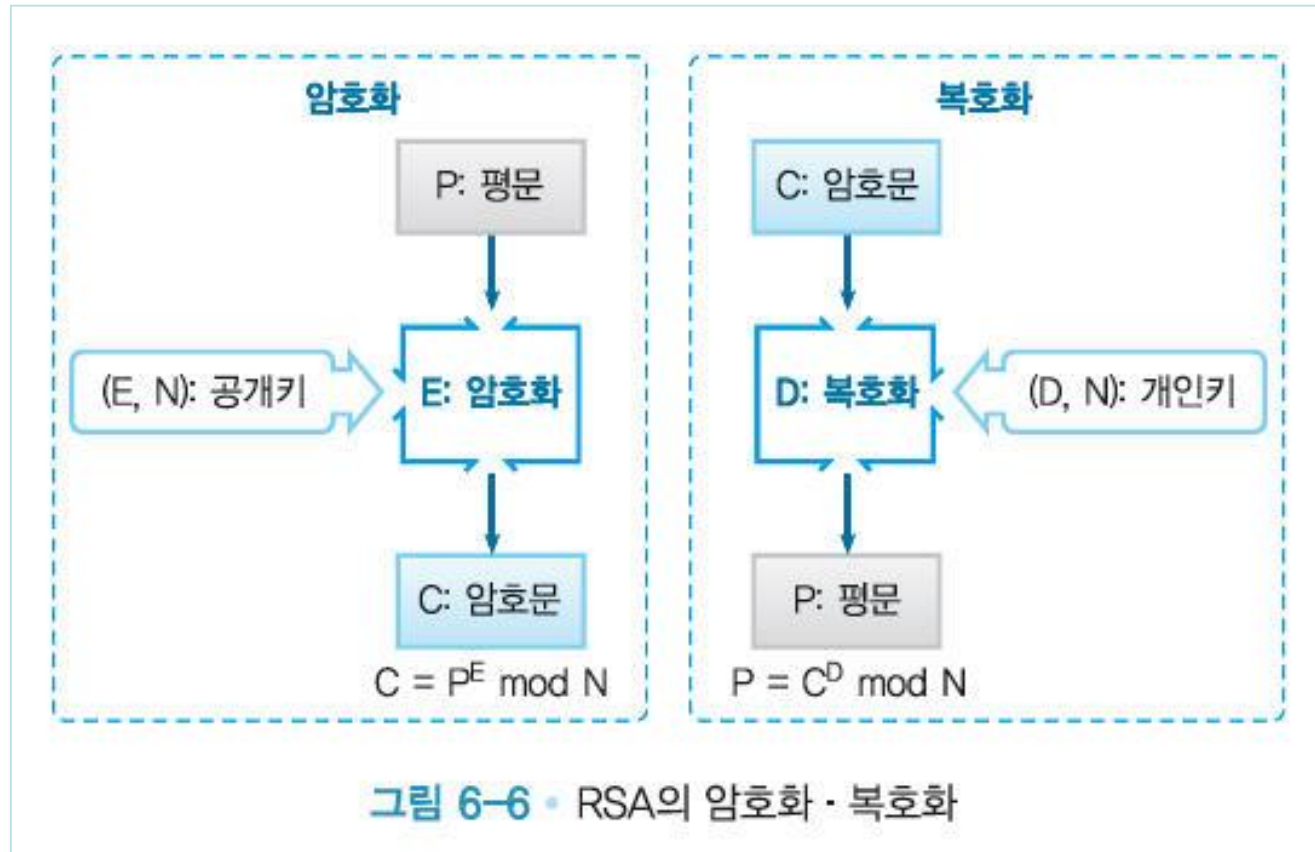 암호화
P: 평문
(E, N): 공개키
E: 암호화
C: 암호문
C = P^E mod N
복호화
C: 암호문
D: 복호화
(D, N): 개인키
P: 평문
P = C^D mod N
그림 6-6 • RSA의 암호화 · 복호화